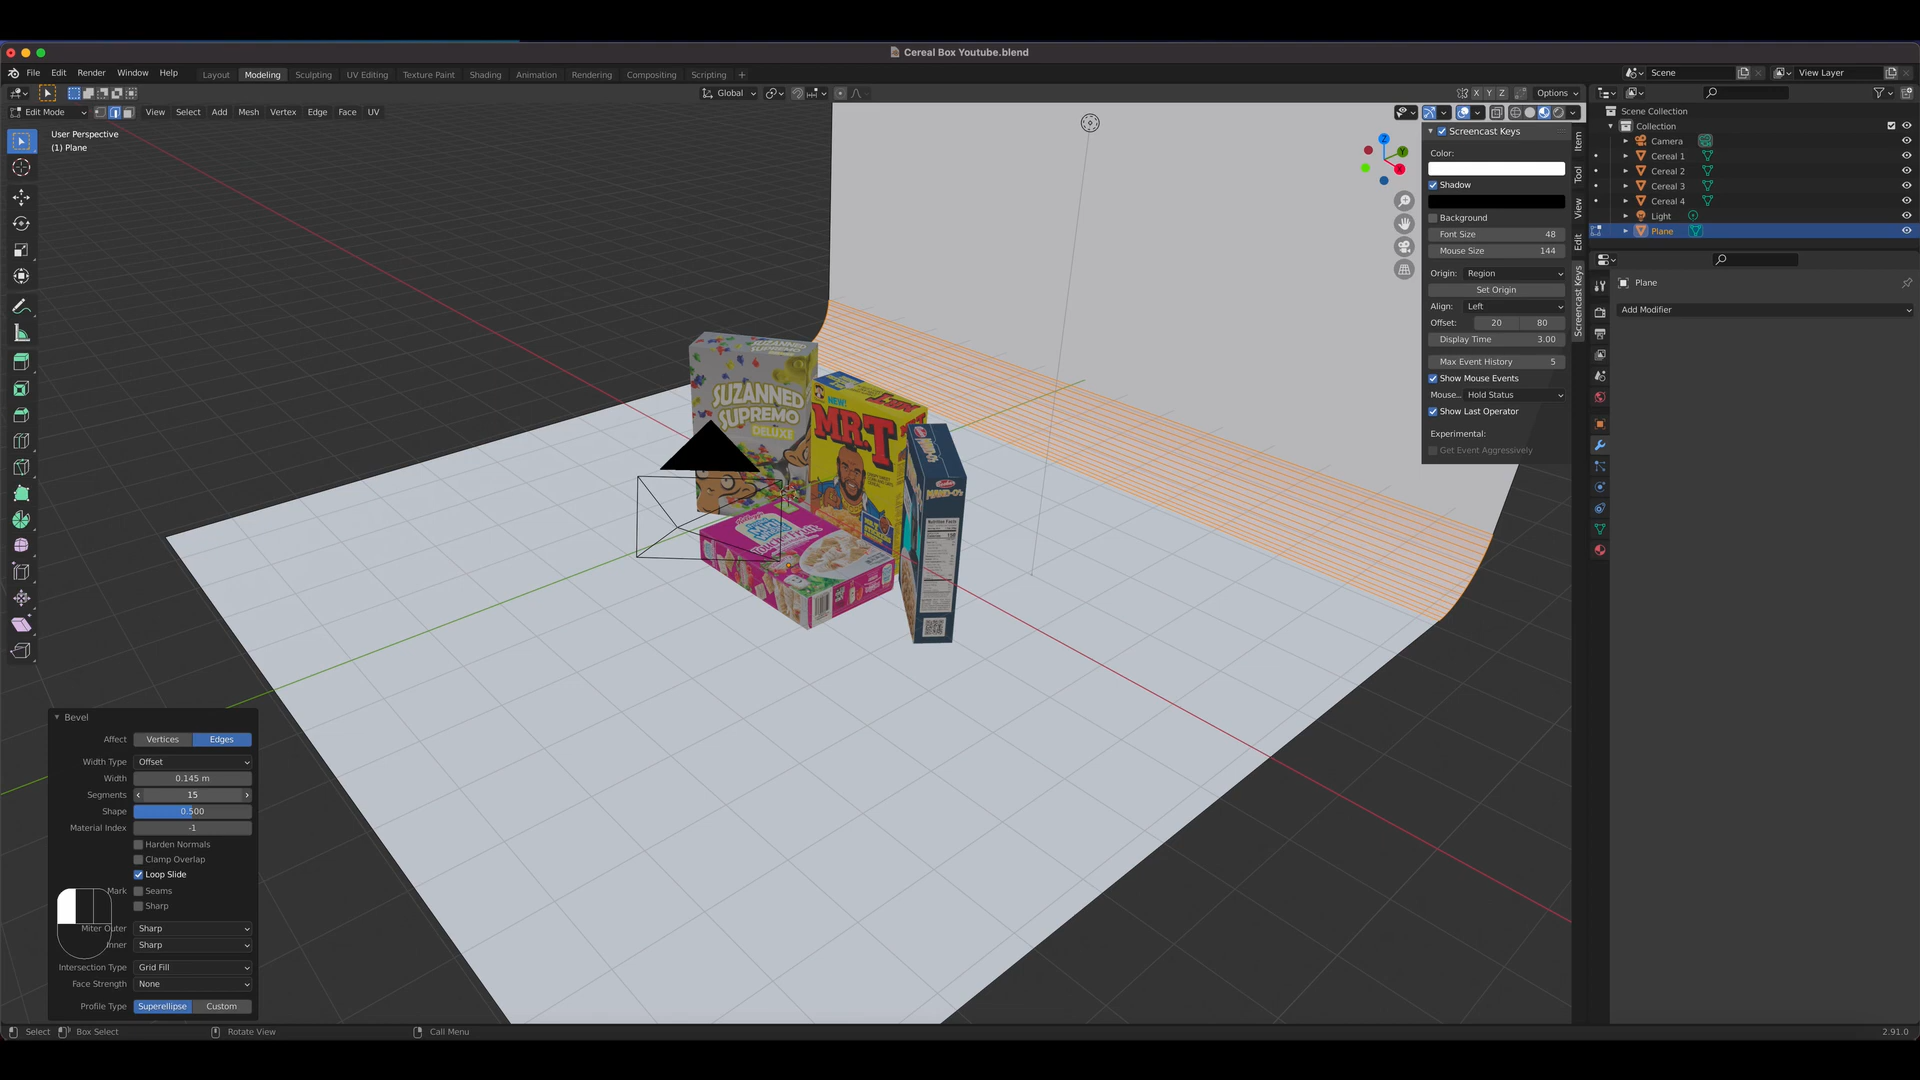 Cereal Box Youtube.blend
File Edit Render Window Help
Layout Modeling Sculpting UV Editing Texture Paint Shading Animation Rendering Compositing Scripting +
Scene
View Layer
Global
Options
X Y Z
Edit Mode
View Select Add Mesh Vertex Edge Face UV
User Perspective
(1) Plane
Screencast Keys
Color:
Shadow
Background
Font Size 48
Mouse Size 144
Origin: Region
Set Origin
Align: Left
Offset: 20 80
Display Time 3.00
Max Event History 5
Show Mouse Events
Mouse... Hold Status
Show Last Operator
Experimental:
Get Event Aggressively
Item
Tool
View
Edit
Screencast Keys
Scene Collection
Collection
Camera
Cereal 1
Cereal 2
Cereal 3
Cereal 4
Light
Plane
Plane
Add Modifier
SUZANNED
SUPREMO
DELUXE
NEW!
MR.T
Nutrition Facts
Bevel
Affect Vertices Edges
Width Type Offset
Width 0.145 m
Segments 15
Shape 0.500
Material Index -1
Harden Normals
Clamp Overlap
Loop Slide
Mark Seams
Sharp
Miter Outer Sharp
Inner Sharp
Intersection Type Grid Fill
Face Strength None
Profile Type Superellipse Custom
Select Box Select Rotate View Call Menu 2.91.0